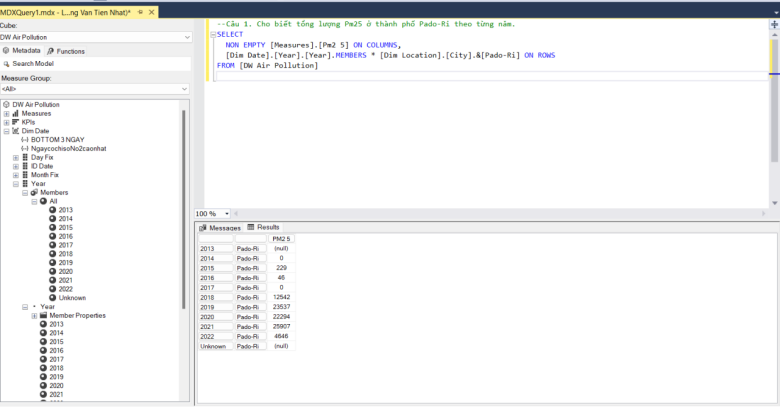 MDXQuery1.mdx - L...ng Van Tien Nhat)*
Cube:
DW Air Pollution
Metadata
Functions
Search Model
Measure Group:
<All>
DW Air Pollution
Measures
KPIs
Dim Date
BOTTOM 3 NGAY
NgaycochisoNo2caonhat
Day Fix
ID Date
Month Fix
Year
Members
All
2013
2014
2015
2016
2017
2018
2019
2020
2021
2022
Unknown
Year
Member Properties
2013
2014
2015
2016
2017
2018
2019
2020
2021
--Câu 1. Cho biết tổng lượng Pm25 ở thành phố Pado-Ri theo từng năm.
SELECT
NON EMPTY [Measures].[Pm2 5] ON COLUMNS,
[Dim Date].[Year].[Year].MEMBERS * [Dim Location].[City].&[Pado-Ri] ON ROWS
FROM [DW Air Pollution]
100 %
Messages
Results
PM2 5
2013 Pado-Ri (null)
2014 Pado-Ri 0
2015 Pado-Ri 229
2016 Pado-Ri 46
2017 Pado-Ri 0
2018 Pado-Ri 12542
2019 Pado-Ri 23537
2020 Pado-Ri 22294
2021 Pado-Ri 25907
2022 Pado-Ri 4646
Unknown Pado-Ri (null)